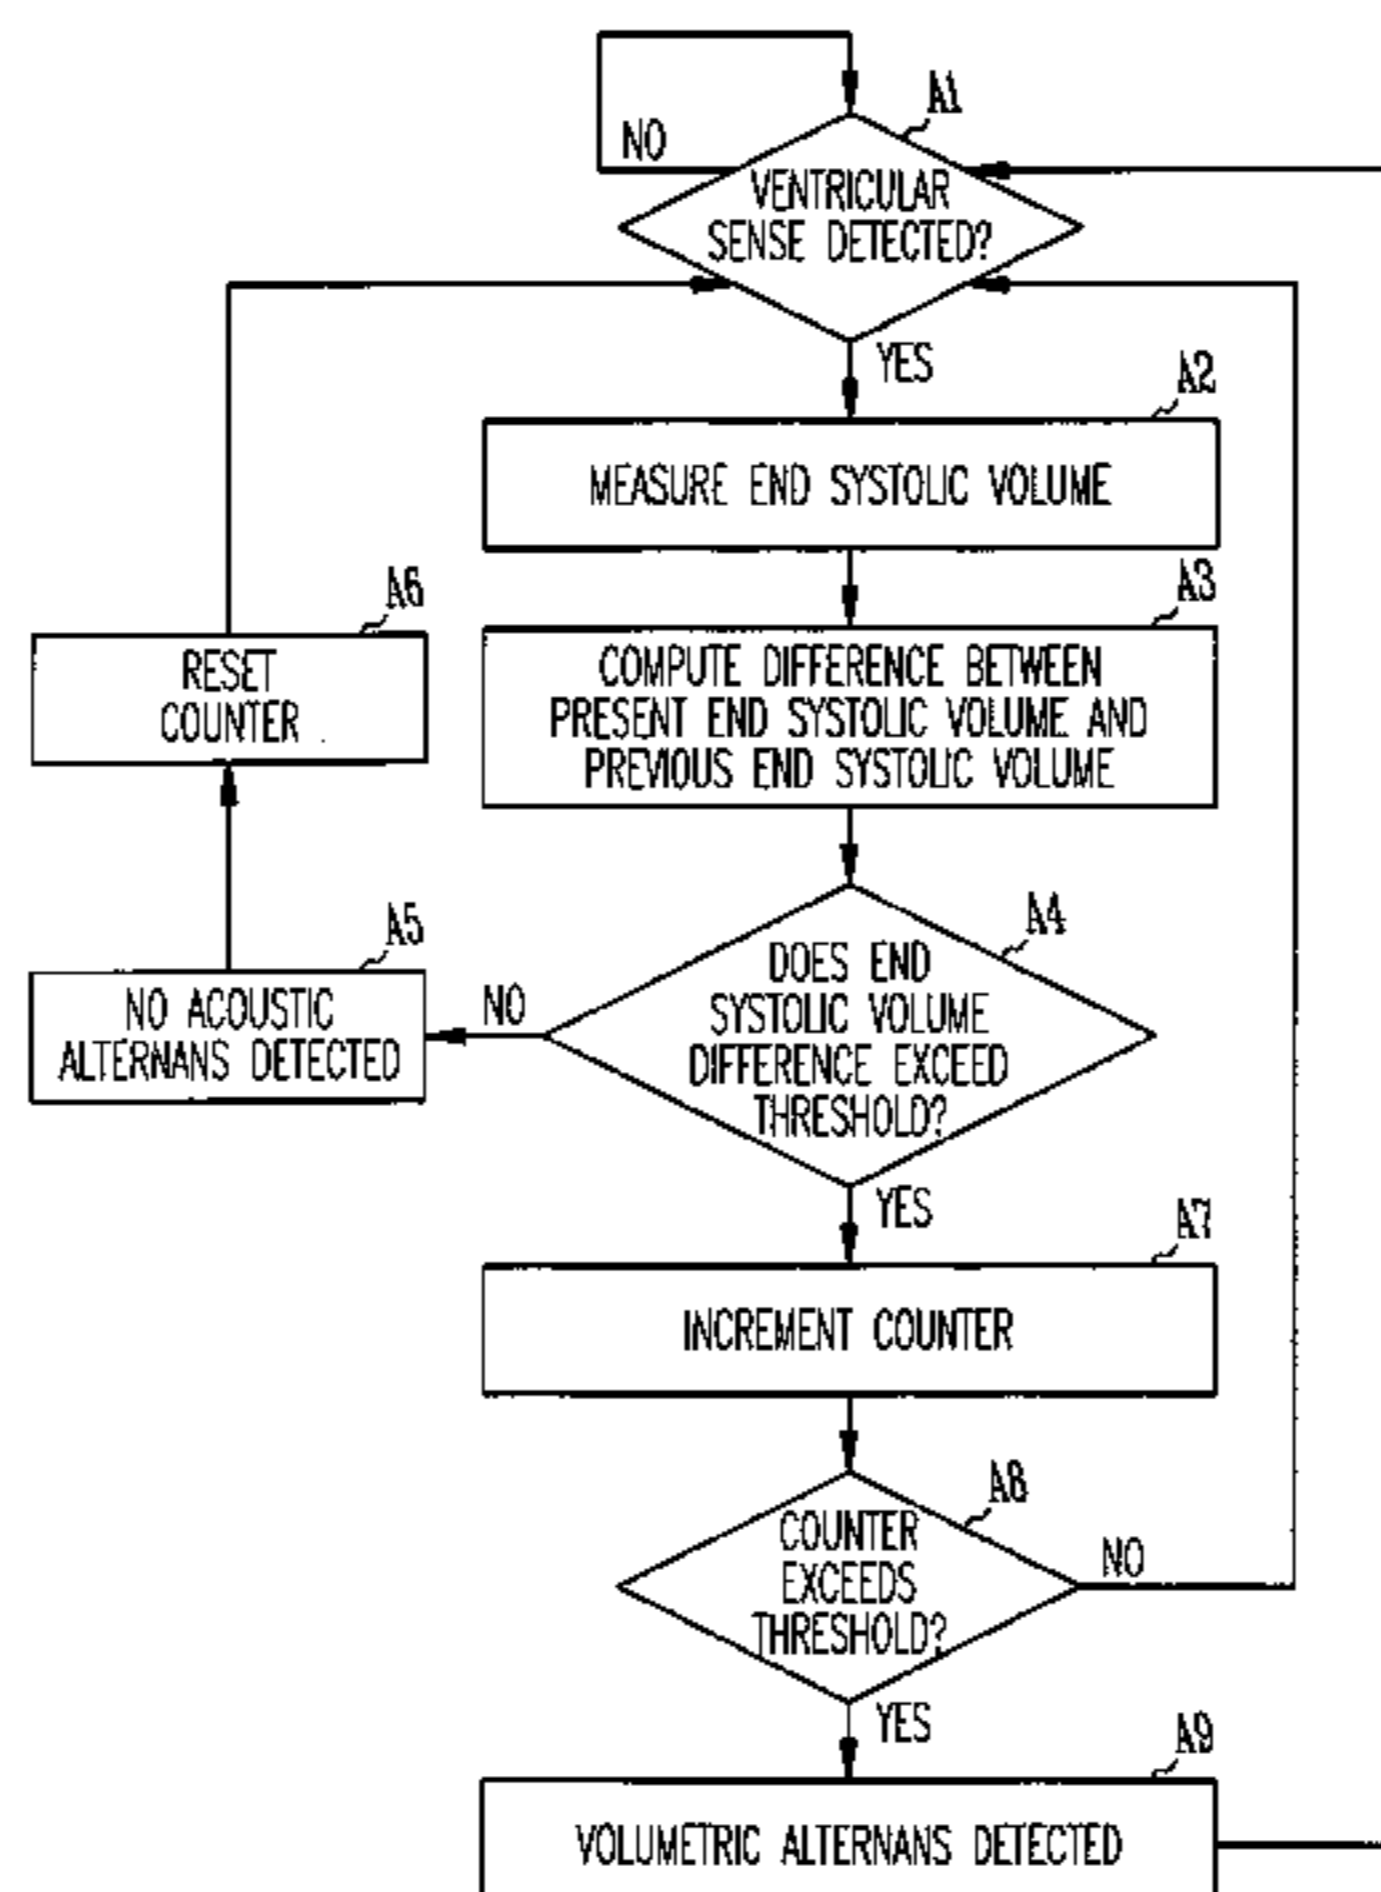 A1
NO
VENTRICULAR
SENSE DETECTED?
YES
A2
MEASURE END SYSTOLIC VOLUME
A3
COMPUTE DIFFERENCE BETWEEN
PRESENT END SYSTOLIC VOLUME AND
PREVIOUS END SYSTOLIC VOLUME
A6
RESET
COUNTER
A4
DOES END
SYSTOLIC VOLUME
DIFFERENCE EXCEED
THRESHOLD?
NO
A5
NO ACOUSTIC
ALTERNANS DETECTED
YES
A7
INCREMENT COUNTER
A8
COUNTER
EXCEEDS
THRESHOLD?
NO
YES
A9
VOLUMETRIC ALTERNANS DETECTED